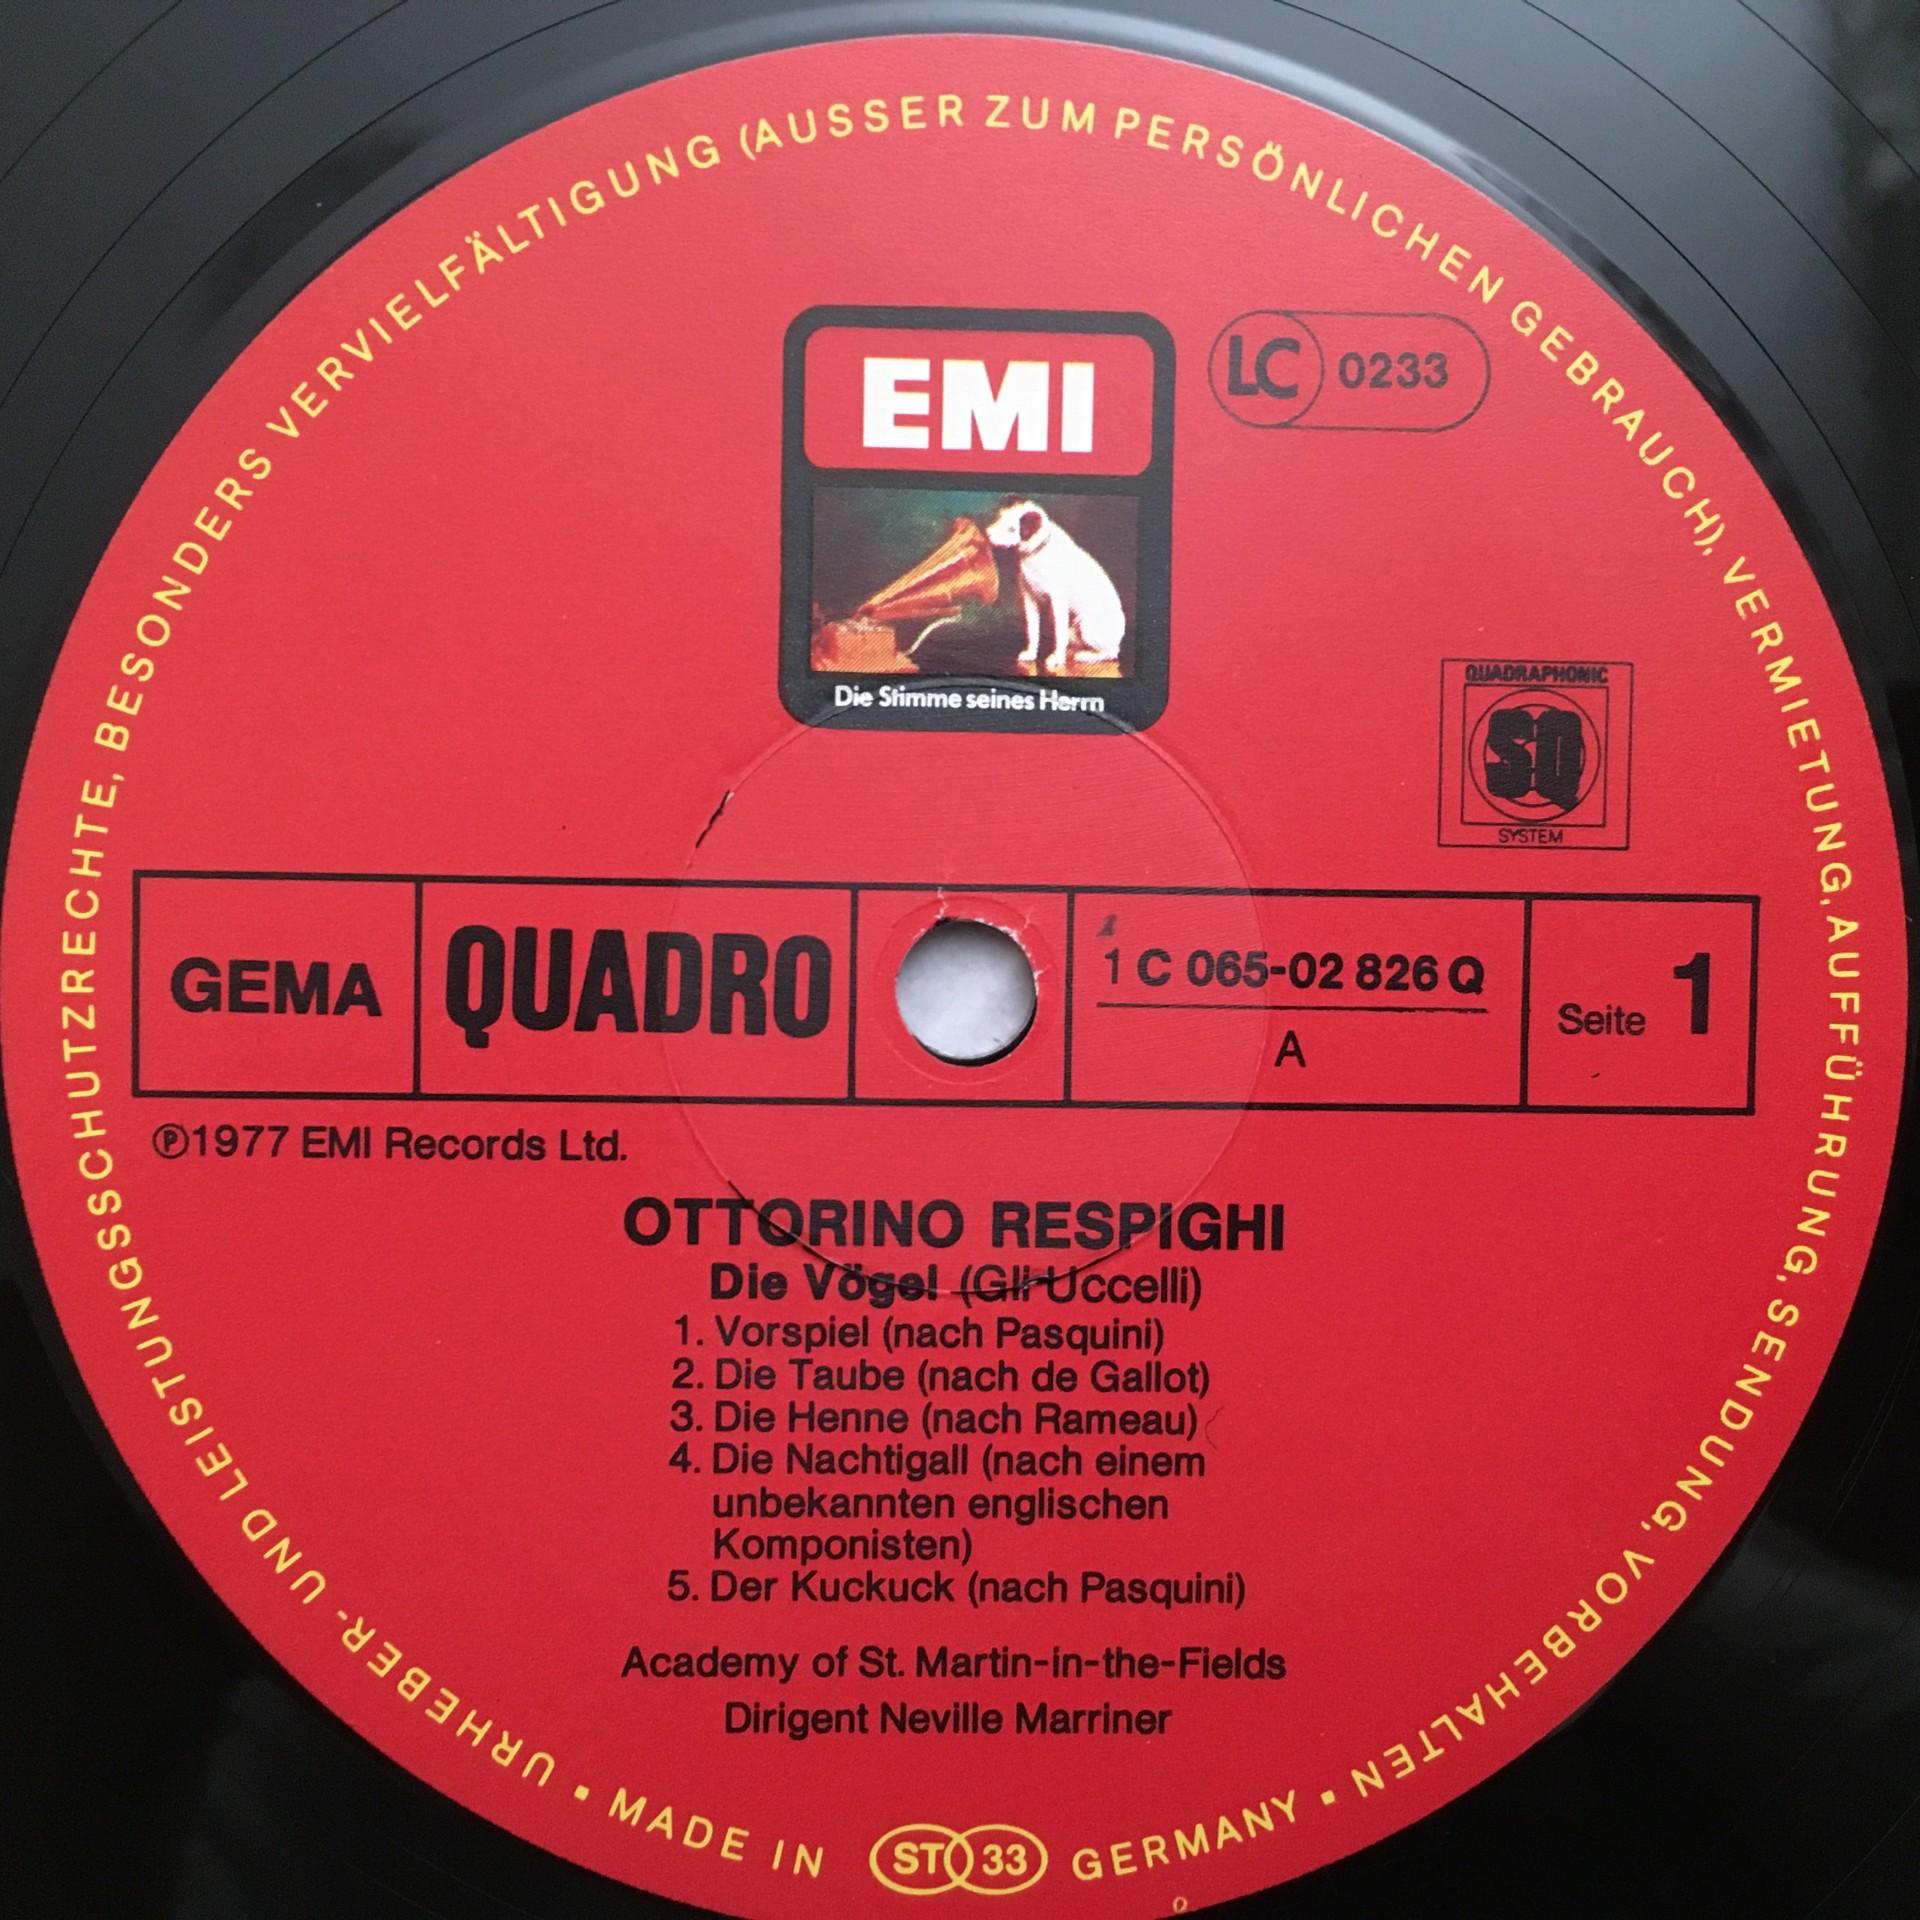 URHEBER- UND LEISTUNGSSCHUTZRECHTE, BESONDERS VERVIELFÄLTIGUNG (AUSSER ZUM PERSÖNLICHEN GEBRAUCH), VERMIETUNG, AUFFÜHRUNG, SENDUNG, VORBEHALTEN •
EMI
LC 0233
Die Stimme seines Herrn
QUADRAPHONIC
SQ
SYSTEM
GEMA
QUADRO
1 C 065-02 826 Q
A
Seite 1
℗1977 EMI Records Ltd.
OTTORINO RESPIGHI
Die Vögel (Gli Uccelli)
1. Vorspiel (nach Pasquini)
2. Die Taube (nach de Gallot)
3. Die Henne (nach Rameau)
4. Die Nachtigall (nach einem
unbekannten englischen
Komponisten)
5. Der Kuckuck (nach Pasquini)
Academy of St. Martin-in-the-Fields
Dirigent Neville Marriner
• MADE IN ST 33 GERMANY